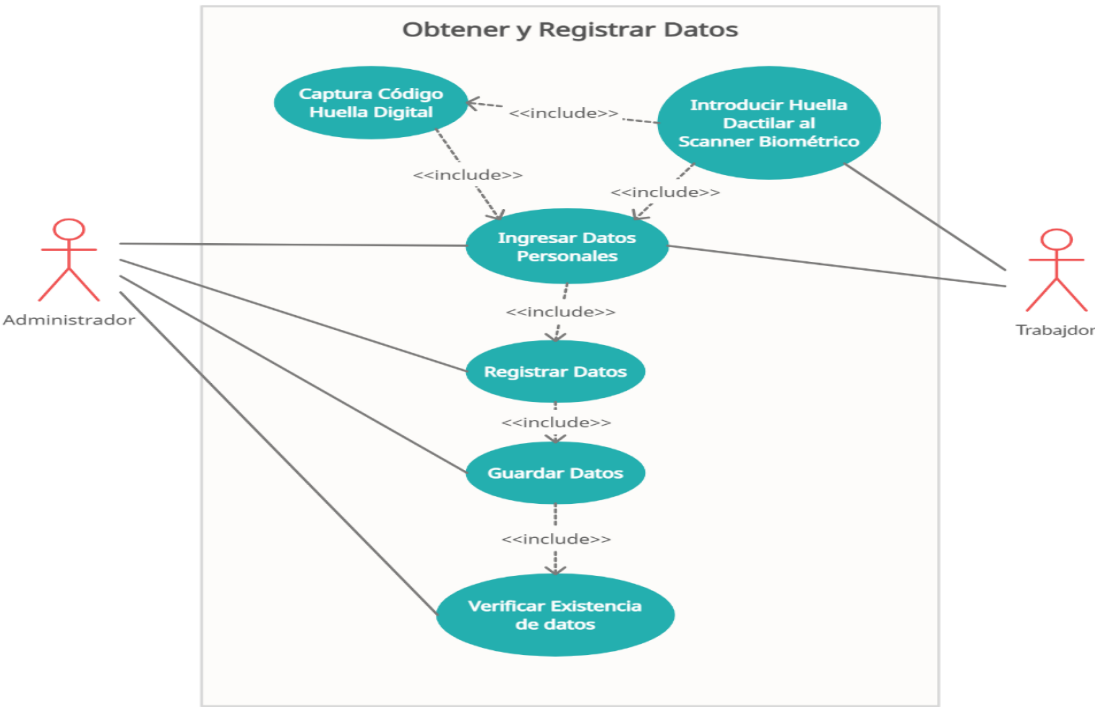 Obtener y Registrar Datos
Captura Código
Huella Digital
<<include>>
Introducir Huella
Dactilar al
Scanner Biométrico
<<include>>
<<include>>
Ingresar Datos
Personales
Administrador
Trabajdor
<<include>>
Registrar Datos
<<include>>
Guardar Datos
<<include>>
Verificar Existencia
de datos